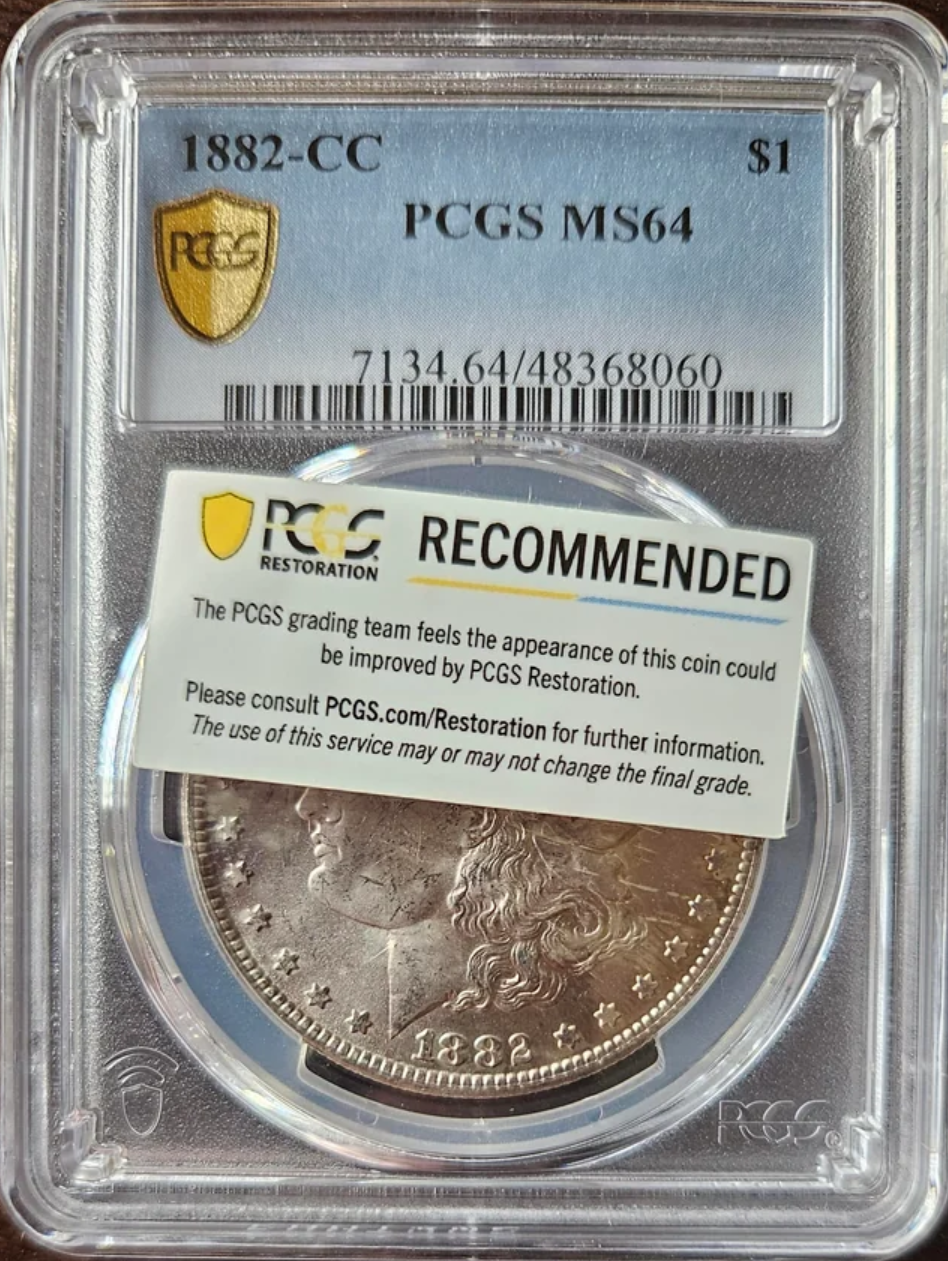 1882-CC $1
PCGS MS64
PCGS
7134.64/48368060
PCGS RECOMMENDED
RESTORATION
The PCGS grading team feels the appearance of this coin could
be improved by PCGS Restoration.
Please consult PCGS.com/Restoration for further information.
The use of this service may or may not change the final grade.
1882
PCGS